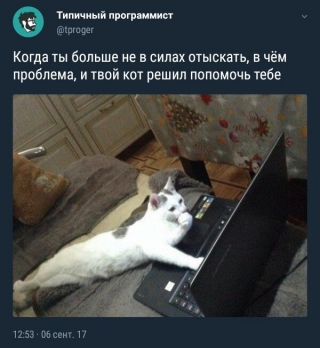 Типичный программист
@tproger
Когда ты больше не в силах отыскать, в чём
проблема, и твой кот решил попомочь тебе
12:53 · 06 сент. 17